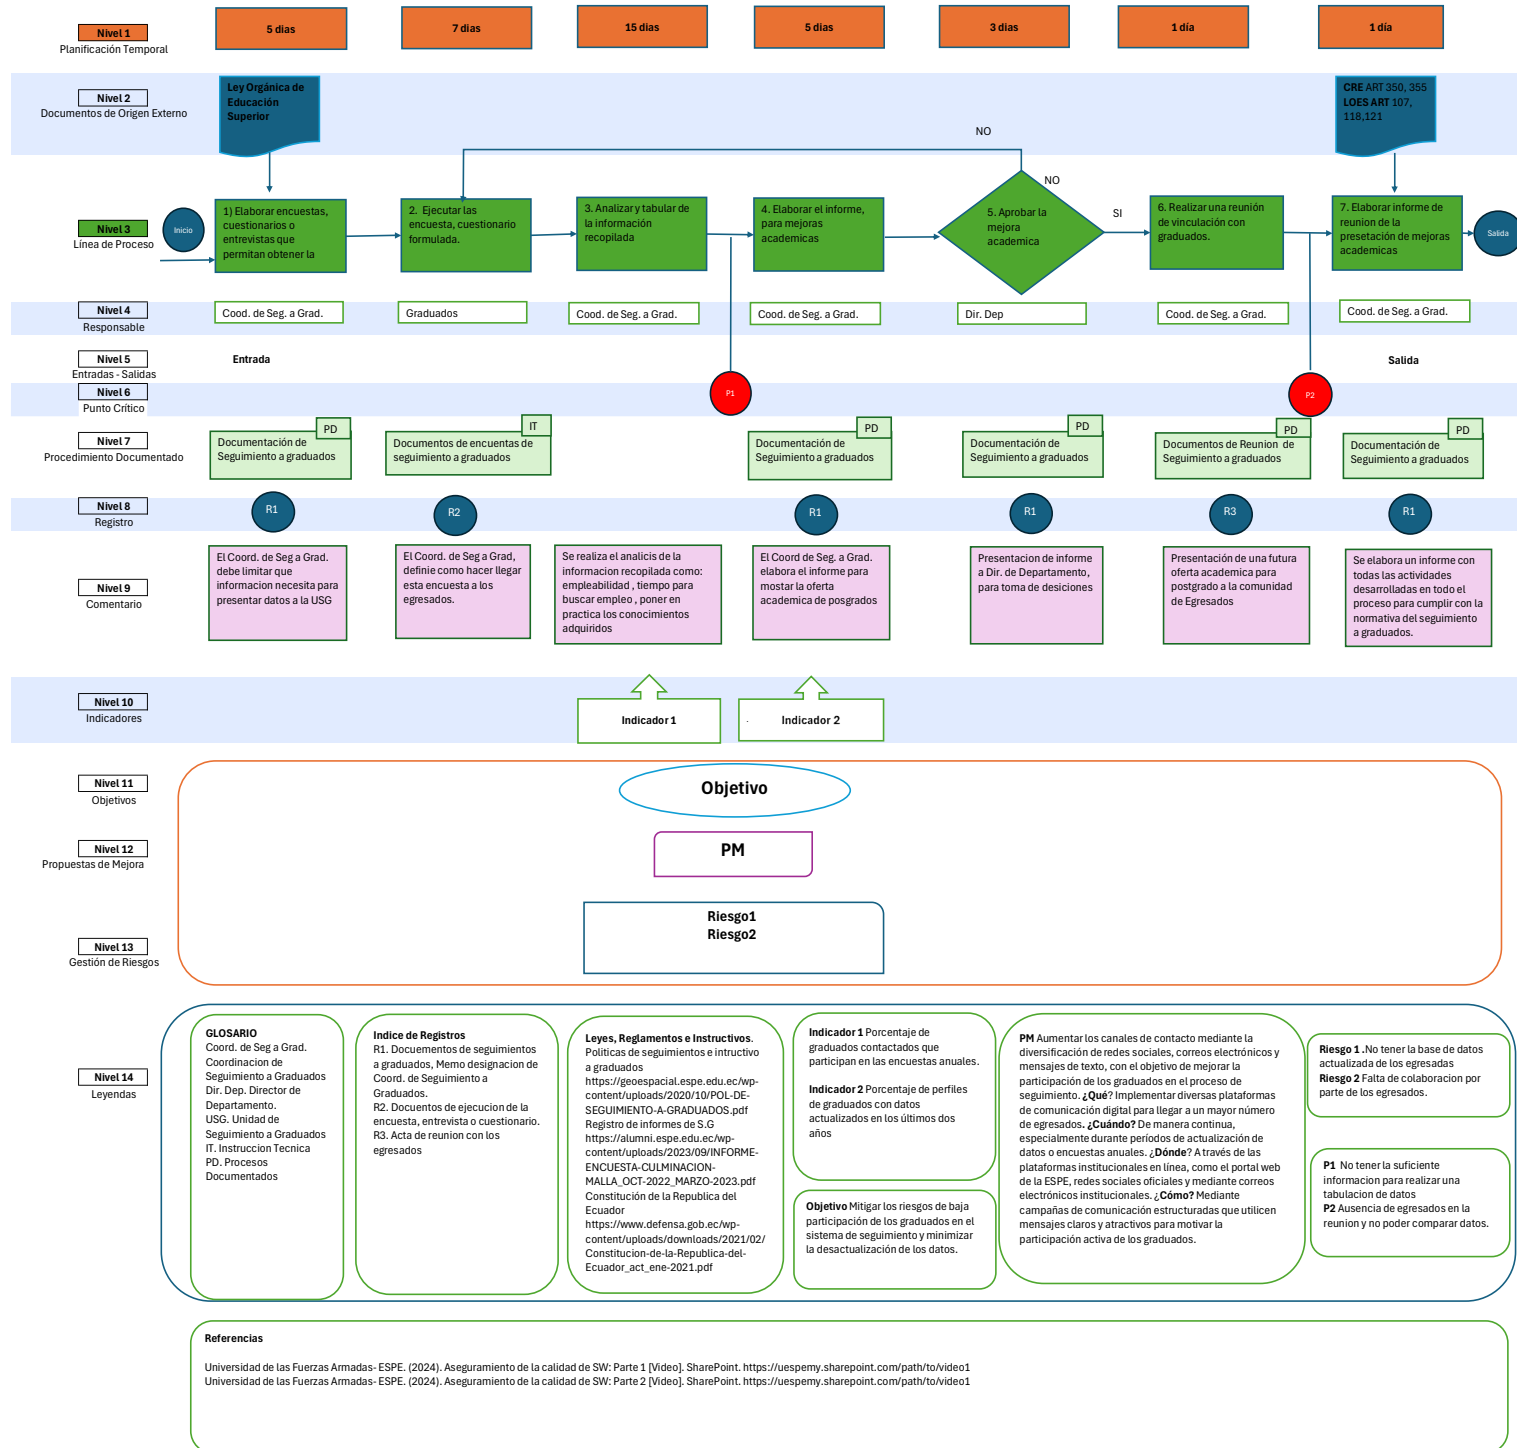 Nivel 1
Planificación Temporal
5 dias
7 dias
15 dias
5 dias
3 dias
1 día
1 día
Nivel 2
Documentos de Origen Externo
Ley Orgánica de
Educación
Superior
CRE ART 350, 355
LOES ART 107,
118,121
NO
NO
SI
Nivel 3
Línea de Proceso
Inicio
1) Elaborar encuestas,
cuestionarios o
entrevistas que
permitan obtener la
2. Ejecutar las
encuesta, cuestionario
formulada.
3. Analizar y tabular de
la información
recopilada
4. Elaborar el informe,
para mejoras
academicas
5. Aprobar la
mejora
academica
6. Realizar una reunión
de vinculación con
graduados.
7. Elaborar informe de
reunion de la
presetación de mejoras
academicas
Salida
Nivel 4
Responsable
Cood. de Seg. a Grad.
Graduados
Cood. de Seg. a Grad.
Cood. de Seg. a Grad.
Dir. Dep
Cood. de Seg. a Grad.
Cood. de Seg. a Grad.
Nivel 5
Entradas - Salidas
Entrada
Salida
Nivel 6
Punto Crítico
P1
P2
Nivel 7
Procedimiento Documentado
PD
Documentación de
Seguimiento a graduados
IT
Documentos de encuentas de
seguimiento a graduados
PD
Documentación de
Seguimiento a graduados
PD
Documentación de
Seguimiento a graduados
PD
Documentos de Reunion de
Seguimiento a graduados
PD
Documentación de
Seguimiento a graduados
Nivel 8
Registro
R1
R2
R1
R1
R3
R1
Nivel 9
Comentario
El Coord. de Seg a Grad.
debe limitar que
informacion necesita para
presentar datos a la USG
El Coord. de Seg a Grad,
definie como hacer llegar
esta encuesta a los
egresados.
Se realiza el analicis de la
informacion recopilada como:
empleabilidad , tiempo para
buscar empleo , poner en
practica los conocimientos
adquiridos
El Coord de Seg. a Grad.
elabora el informe para
mostar la oferta
academica de posgrados
Presentacion de informe
a Dir. de Departamento,
para toma de desiciones
Presentación de una futura
oferta academica para
postgrado a la comunidad
de Egresados
Se elabora un informe con
todas las actividades
desarrolladas en todo el
proceso para cumplir con la
normativa del seguimiento
a graduados.
Nivel 10
Indicadores
Indicador 1
. Indicador 2
Nivel 11
Objetivos
Objetivo
Nivel 12
Propuestas de Mejora
PM
Nivel 13
Gestión de Riesgos
Riesgo1
Riesgo2
Nivel 14
Leyendas
GLOSARIO
Coord. de Seg a Grad.
Coordinacion de
Seguimiento a Graduados
Dir. Dep. Director de
Departamento.
USG. Unidad de
Seguimiento a Graduados
IT. Instruccion Tecnica
PD. Procesos
Documentados
Indice de Registros
R1. Docuementos de seguimientos
a graduados, Memo designacion de
Coord. de Seguimiento a
Graduados.
R2. Docuentos de ejecucion de la
encuesta, entrevista o cuestionario.
R3. Acta de reunion con los
egresados
Leyes, Reglamentos e Instructivos.
Politicas de seguimientos e intructivo
a graduados
https://geoespacial.espe.edu.ec/wp-
content/uploads/2020/10/POL-DE-
SEGUIMIENTO-A-GRADUADOS.pdf
Registro de informes de S.G
https://alumni.espe.edu.ec/wp-
content/uploads/2023/09/INFORME-
ENCUESTA-CULMINACION-
MALLA_OCT-2022_MARZO-2023.pdf
Constitución de la Republica del
Ecuador
https://www.defensa.gob.ec/wp-
content/uploads/downloads/2021/02/
Constitucion-de-la-Republica-del-
Ecuador_act_ene-2021.pdf
Indicador 1 Porcentaje de
graduados contactados que
participan en las encuestas anuales.
Indicador 2 Porcentaje de perfiles
de graduados con datos
actualizados en los últimos dos
años
Objetivo Mitigar los riesgos de baja
participación de los graduados en el
sistema de seguimiento y minimizar
la desactualización de los datos.
PM Aumentar los canales de contacto mediante la
diversificación de redes sociales, correos electrónicos y
mensajes de texto, con el objetivo de mejorar la
participación de los graduados en el proceso de
seguimiento. ¿Qué? Implementar diversas plataformas
de comunicación digital para llegar a un mayor número
de egresados. ¿Cuándo? De manera continua,
especialmente durante períodos de actualización de
datos o encuestas anuales. ¿Dónde? A través de las
plataformas institucionales en línea, como el portal web
de la ESPE, redes sociales oficiales y mediante correos
electrónicos institucionales. ¿Cómo? Mediante
campañas de comunicación estructuradas que utilicen
mensajes claros y atractivos para motivar la
participación activa de los graduados.
Riesgo 1 .No tener la base de datos
actualizada de los egresadas
Riesgo 2 Falta de colaboracion por
parte de los egresados.
P1 No tener la suficiente
informacion para realizar una
tabulacion de datos
P2 Ausencia de egresados en la
reunion y no poder comparar datos.
Referencias
Universidad de las Fuerzas Armadas- ESPE. (2024). Aseguramiento de la calidad de SW: Parte 1 [Video]. SharePoint. https://uespemy.sharepoint.com/path/to/video1
Universidad de las Fuerzas Armadas- ESPE. (2024). Aseguramiento de la calidad de SW: Parte 2 [Video]. SharePoint. https://uespemy.sharepoint.com/path/to/video1